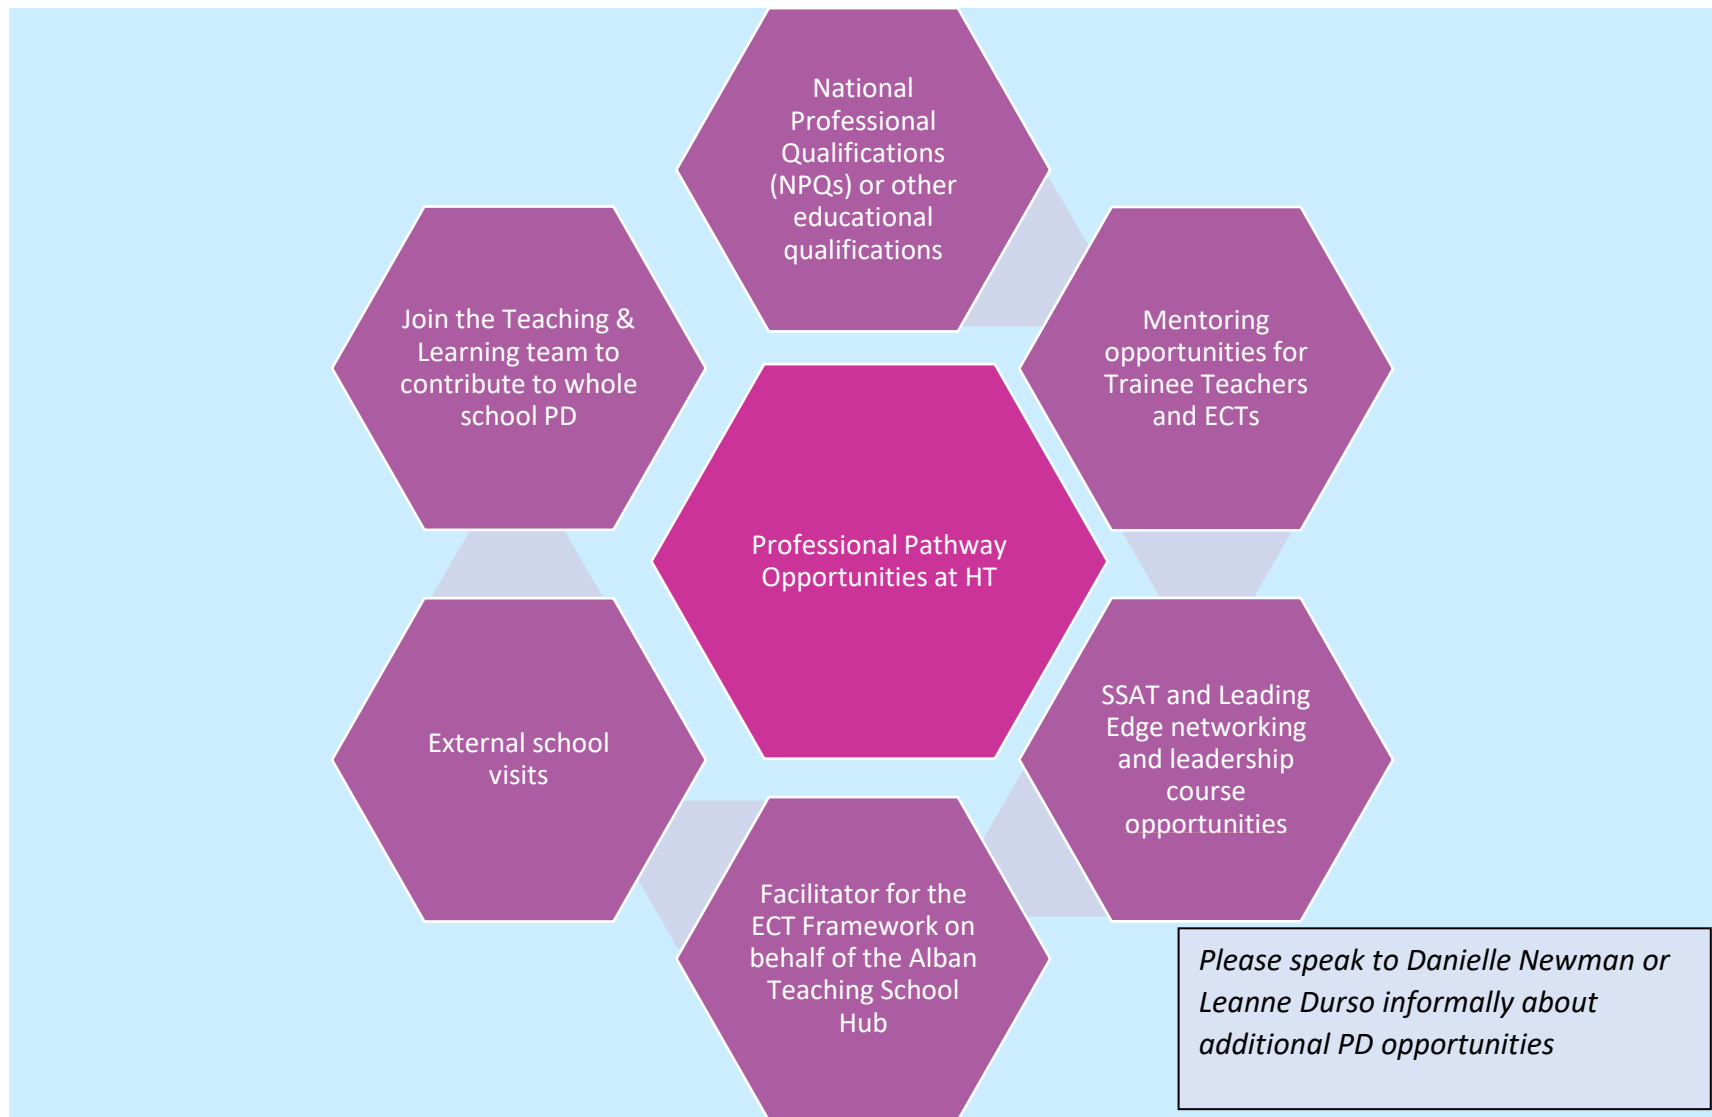 National
Professional
Qualifications
(NPQs) or other
educational
qualifications
Mentoring
opportunities for
Trainee Teachers
and ECTs
SSAT and Leading
Edge networking
and leadership
course
opportunities
Facilitator for the
ECT Framework on
behalf of the Alban
Teaching School
Hub
External school
visits
Join the Teaching &
Learning team to
contribute to whole
school PD
Professional Pathway
Opportunities at HT
Please speak to Danielle Newman or
Leanne Durso informally about
additional PD opportunities